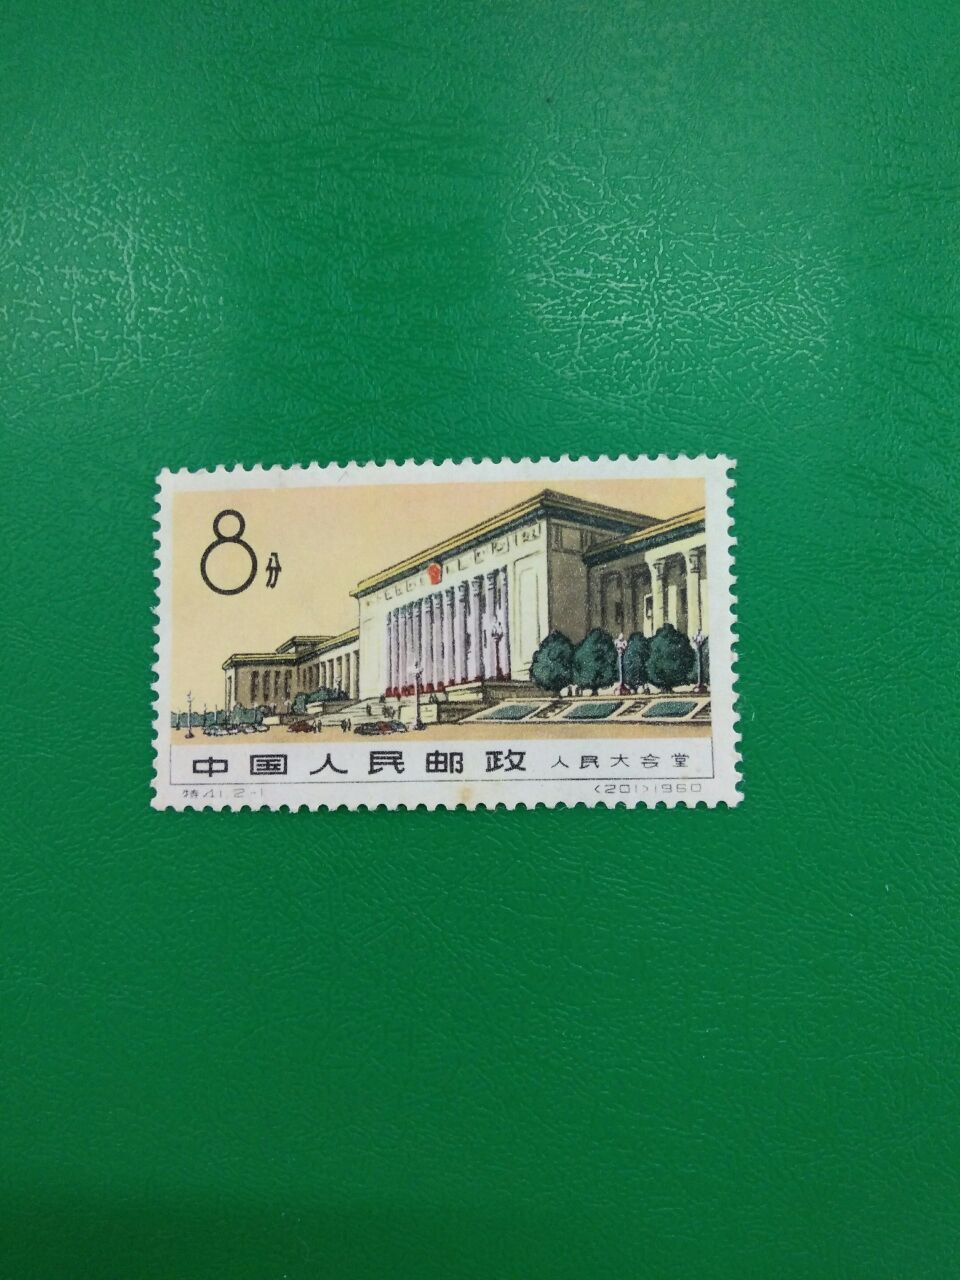 8分
中国人民邮政 人民大会堂
特41.2-1 (201)1960